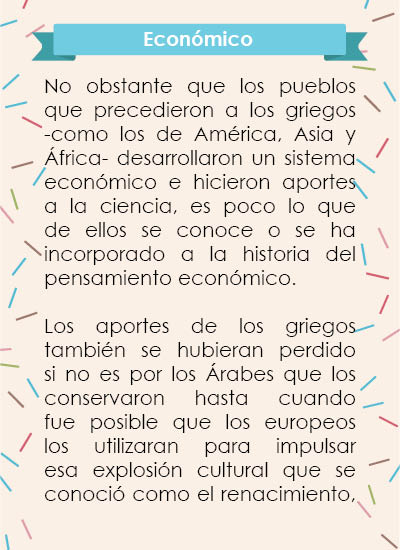 Económico
No obstante que los pueblos
que precedieron a los griegos
-como los de América, Asia y
África- desarrollaron un sistema
económico e hicieron aportes
a la ciencia, es poco lo que
de ellos se conoce o se ha
incorporado a la historia del
pensamiento económico.
Los aportes de los griegos
también se hubieran perdido
si no es por los Árabes que los
conservaron hasta cuando
fue posible que los europeos
los utilizaran para impulsar
esa explosión cultural que se
conoció como el renacimiento,